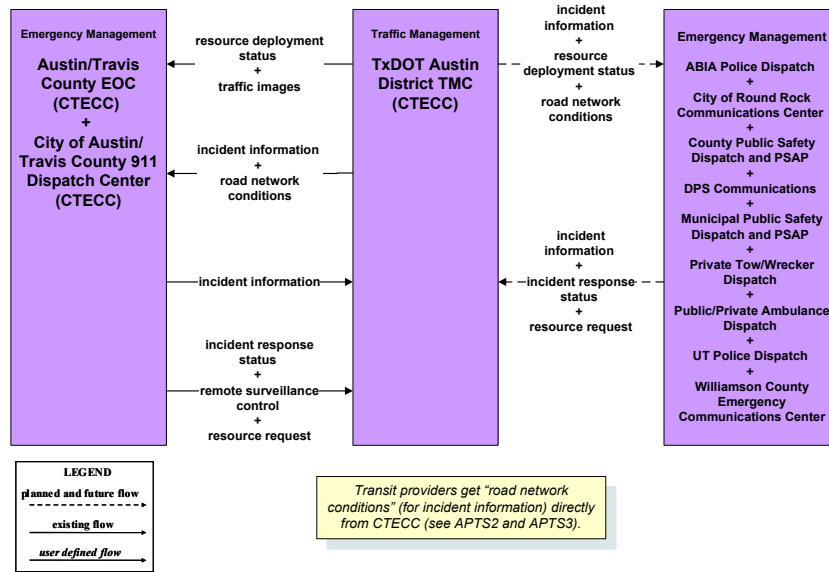 Emergency Management
Austin/Travis
County EOC
(CTECC)
+
City of Austin/
Travis County 911
Dispatch Center
(CTECC)
resource deployment
status
+
traffic images
incident information
+
road network
conditions
incident information
incident response
status
+
remote surveillance
control
+
resource request
Traffic Management
TxDOT Austin
District TMC
(CTECC)
incident
information
+
resource
deployment status
+
road network
conditions
incident
information
+
incident response
status
+
resource request
Emergency Management
ABIA Police Dispatch
+
City of Round Rock
Communications Center
+
County Public Safety
Dispatch and PSAP
+
DPS Communications
+
Municipal Public Safety
Dispatch and PSAP
+
Private Tow/Wrecker
Dispatch
+
Public/Private Ambulance
Dispatch
+
UT Police Dispatch
+
Williamson County
Emergency
Communications Center
LEGEND
planned and future flow
existing flow
user defined flow
Transit providers get “road network
conditions” (for incident information) directly
from CTECC (see APTS2 and APTS3).